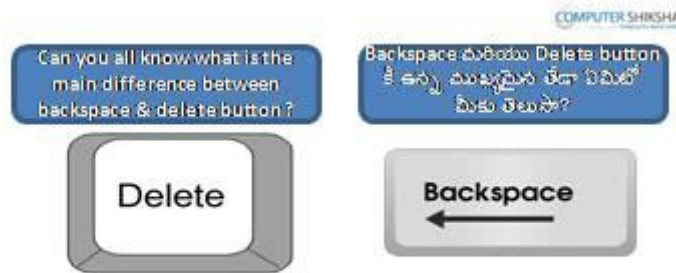 COMPUTER SHIKSHA
Can you all know what is the
main difference between
backspace & delete button ?
Backspace మరియు Delete button
కి ఉన్న ముఖ్యమైన తేడా ఏమిటో
మీకు తెలుసా?
Delete
Backspace